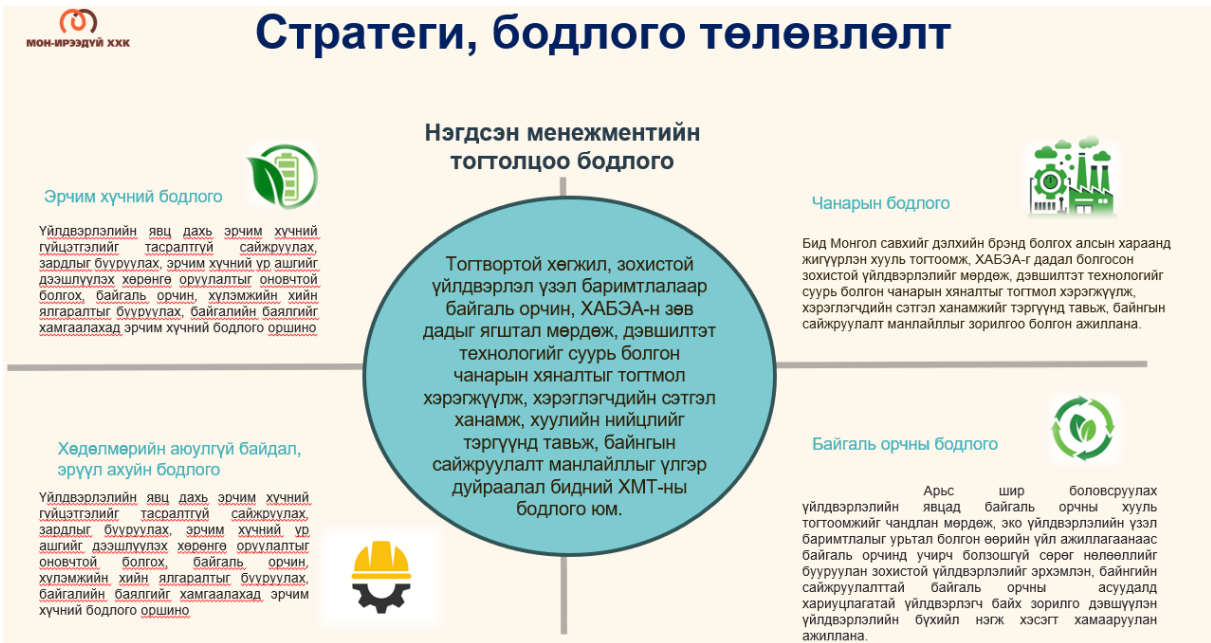 МОН-ИРЭЭДҮЙ ХХК
Стратеги, бодлого төлөвлөлт
Нэгдсэн менежментийн
тогтолцоо бодлого
Эрчим хүчний бодлого
Үйлдвэрлэлийн явц дахь эрчим хүчний
гүйцэтгэлийг тасралтгүй сайжруулах,
зардлыг бууруулах, эрчим хүчний үр ашгийг
дээшлүүлэх хөрөнгө оруулалтыг оновчтой
болгох, байгаль орчин, хүлэмжийн хийн
ялгаралтыг бууруулах, байгалийн баялгийг
хамгаалахад эрчим хүчний бодлого оршино
Чанарын бодлого
Бид Монгол савхийг дэлхийн брэнд болгох алсын хараанд
жигүүрлэн хууль тогтоомж, ХАБЭА-г дадал болгосон
зохистой үйлдвэрлэлийг мөрдөж, дэвшилтэт технологийг
суурь болгон чанарын хяналтыг тогтмол хэрэгжүүлж,
хэрэглэгчдийн сэтгэл ханамжийг тэргүүнд тавьж, байнгын
сайжруулалт манлайллыг зорилгоо болгон ажиллана.
Тогтвортой хөгжил, зохистой
үйлдвэрлэл үзэл баримтлалаар
байгаль орчин, ХАБЭА-н зөв
дадыг ягштал мөрдөж, дэвшилтэт
технологийг суурь болгон
чанарын хяналтыг тогтмол
хэрэгжүүлж, хэрэглэгчдийн сэтгэл
ханамж, хуулийн нийцлийг
тэргүүнд тавьж, байнгын
сайжруулалт манлайллыг үлгэр
дуйраалал бидний ХМТ-ны
бодлого юм.
Хөдөлмөрийн аюулгүй байдал,
эрүүл ахуйн бодлого
Үйлдвэрлэлийн явц дахь эрчим хүчний
гүйцэтгэлийг тасралтгүй сайжруулах,
зардлыг бууруулах, эрчим хүчний үр
ашгийг дээшлүүлэх хөрөнгө оруулалтыг
оновчтой болгох, байгаль орчин,
хүлэмжийн хийн ялгаралтыг бууруулах,
байгалийн баялгийг хамгаалахад эрчим
хүчний бодлого оршино
Байгаль орчны бодлого
Арьс шир боловсруулах
үйлдвэрлэлийн явцад байгаль орчны хууль
тогтоомжийг чандлан мөрдөж, эко үйлдвэрлэлийн үзэл
баримтлалыг урьтал болгон өөрийн үйл ажиллагаанаас
байгаль орчинд учирч болзошгүй сөрөг нөлөөллийг
бууруулан зохистой үйлдвэрлэлийг эрхэмлэн, байнгийн
сайжруулалттай байгаль орчны асуудалд
хариуцлагатай үйлдвэрлэгч байх зорилго дэвшүүлэн
үйлдвэрлэлийн бүхийл нэгж хэсэгт хамааруулан
ажиллана.